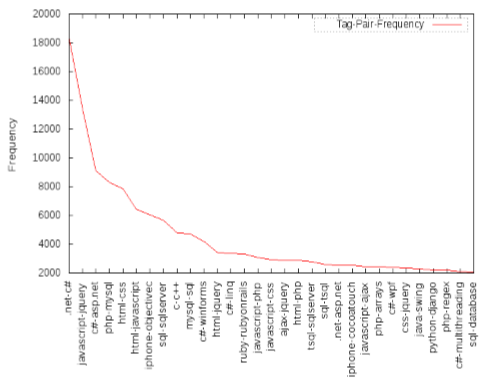 Tag-Pair-Frequency
20000
18000
16000
14000
12000
10000
8000
6000
4000
2000
Frequency
.net-c#
javascript-jquery
c#-asp.net
php-mysql
html-css
html-javascript
iphone-objectivec
sql-sqlserver
c-c++
mysql-sql
c#-winforms
html-jquery
c#-linq
ruby-rubyonrails
javascript-php
javascript-css
ajax-jquery
html-php
tsql-sqlserver
sql-tsql
.net-asp.net
iphone-cocoatouch
javascript-ajax
php-arrays
c#-wpf
css-jquery
java-swing
python-django
php-regex
c#-multithreading
sql-database